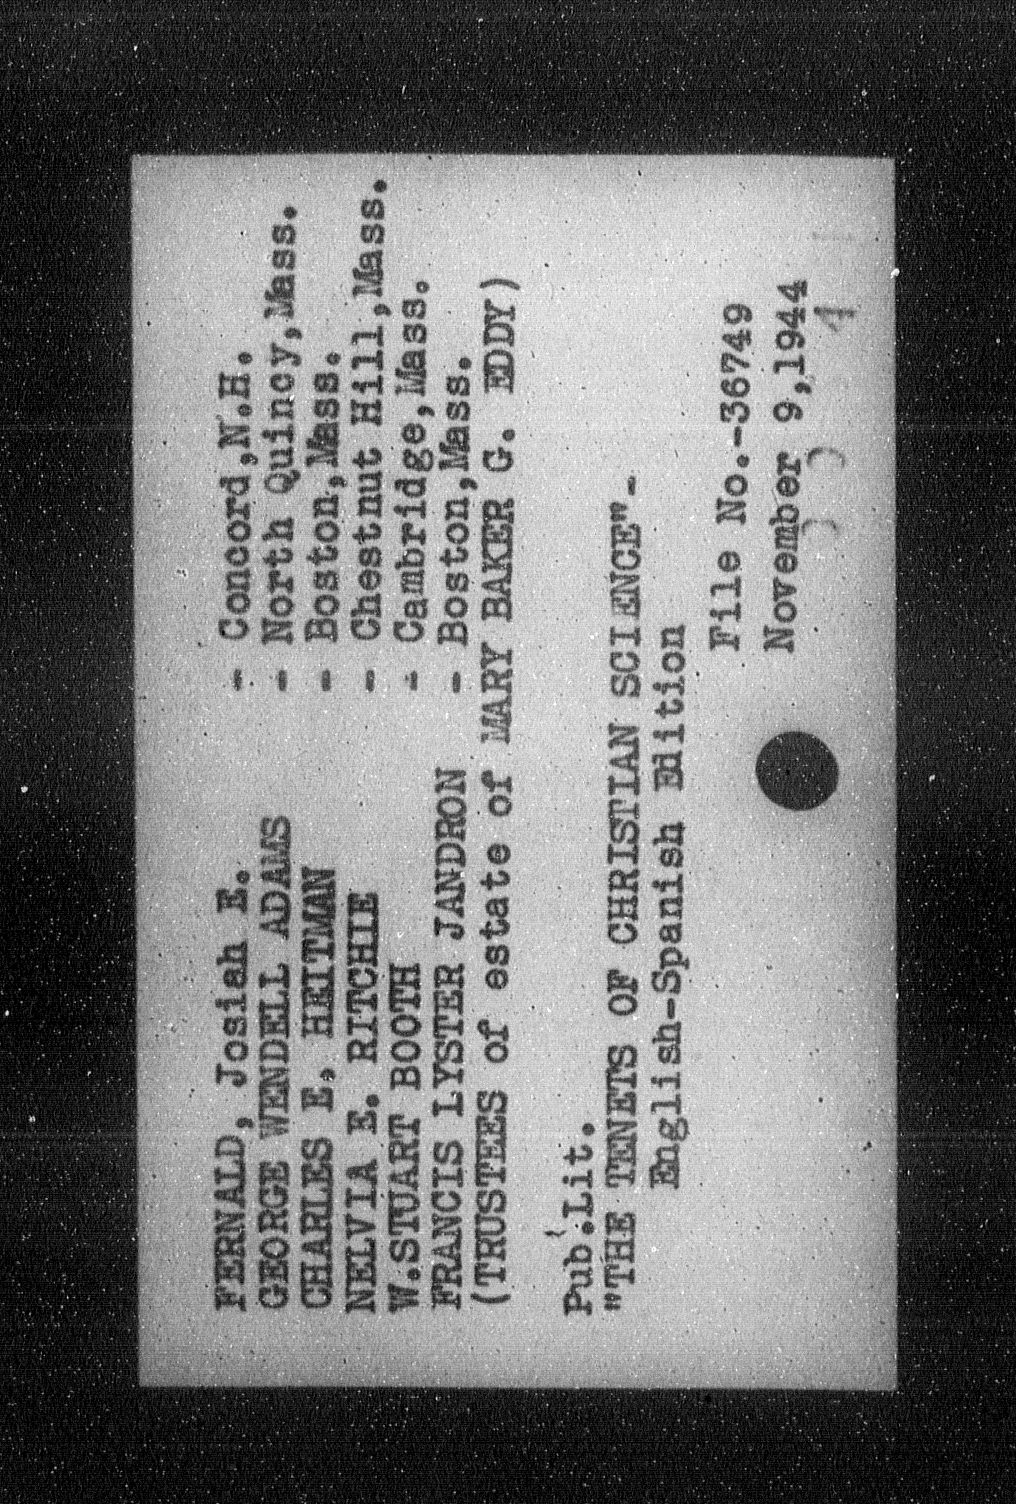 FERNALD, Josiah E. - Concord,N.H.
GEORGE WENDELL ADAMS - North Quincy,Mass.
CHARLES E. HEITMAN - Boston,Mass.
NELVIA E. RITCHIE - Chestnut Hill,Mass.
W.STUART BOOTH - Cambridge,Mass.
FRANCIS LYSTER JANDRON - Boston,Mass.
(TRUSTEES of estate of MARY BAKER G. EDDY)
Pub.Lit.
"THE TENETS OF CHRISTIAN SCIENCE"-
English-Spanish Edition
File No.-36749
November 9,1944